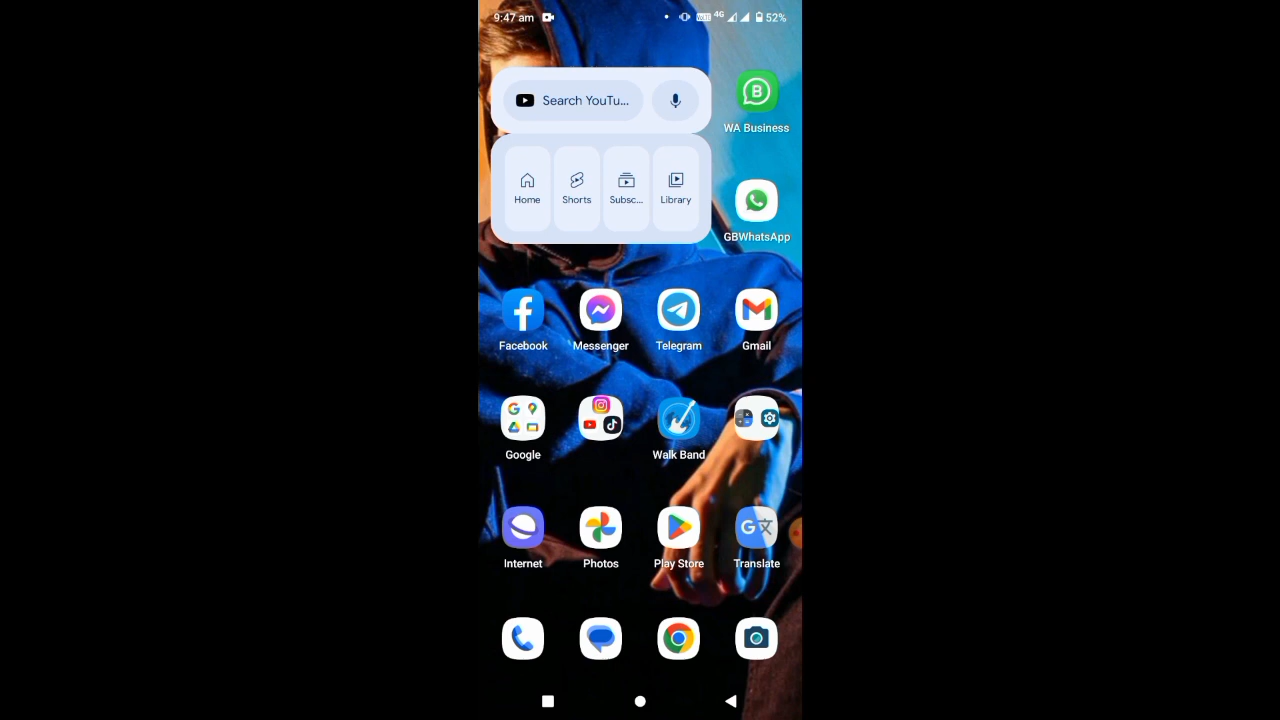 9:47 am
4G
52%
Search YouTu...
WA Business
Home
Shorts
Subsc...
Library
GBWhatsApp
Facebook
Messenger
Telegram
Gmail
Google
Walk Band
Internet
Photos
Play Store
Translate